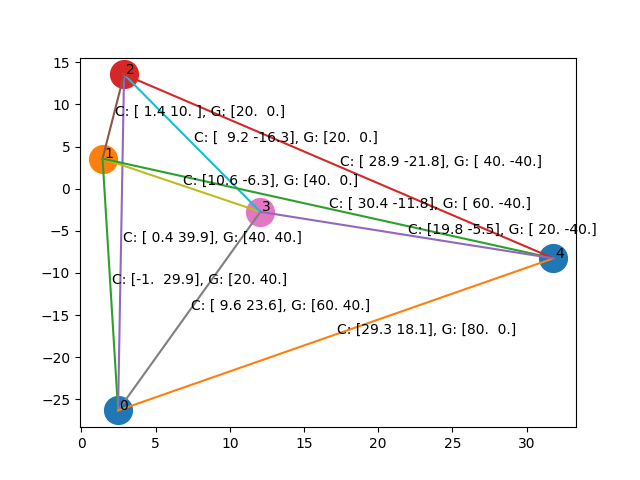 15
10
5
0
−5
−10
−15
−20
−25
0
5
10
15
20
25
30
2
1
3
4
0
C: [ 1.4 10. ], G: [20.  0.]
C: [  9.2 -16.3], G: [20.  0.]
C: [ 28.9 -21.8], G: [ 40. -40.]
C: [10.6 -6.3], G: [40.  0.]
C: [ 30.4 -11.8], G: [ 60. -40.]
C: [19.8 -5.5], G: [ 20. -40.]
C: [ 0.4 39.9], G: [40. 40.]
C: [-1.  29.9], G: [20. 40.]
C: [ 9.6 23.6], G: [60. 40.]
C: [29.3 18.1], G: [80.  0.]